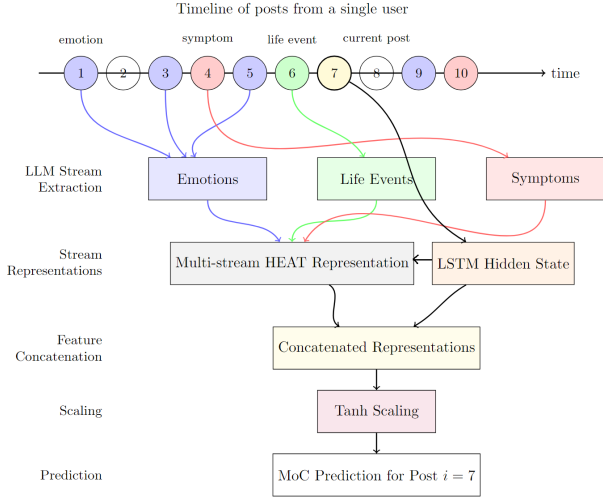 Timeline of posts from a single user
emotion symptom life event current post
1 2 3 4 5 6 7 8 9 10 time
LLM Stream
Extraction
Emotions Life Events Symptoms
Stream
Representations
Multi-stream HEAT Representation LSTM Hidden State
Feature
Concatenation
Concatenated Representations
Scaling Tanh Scaling
Prediction MoC Prediction for Post i = 7